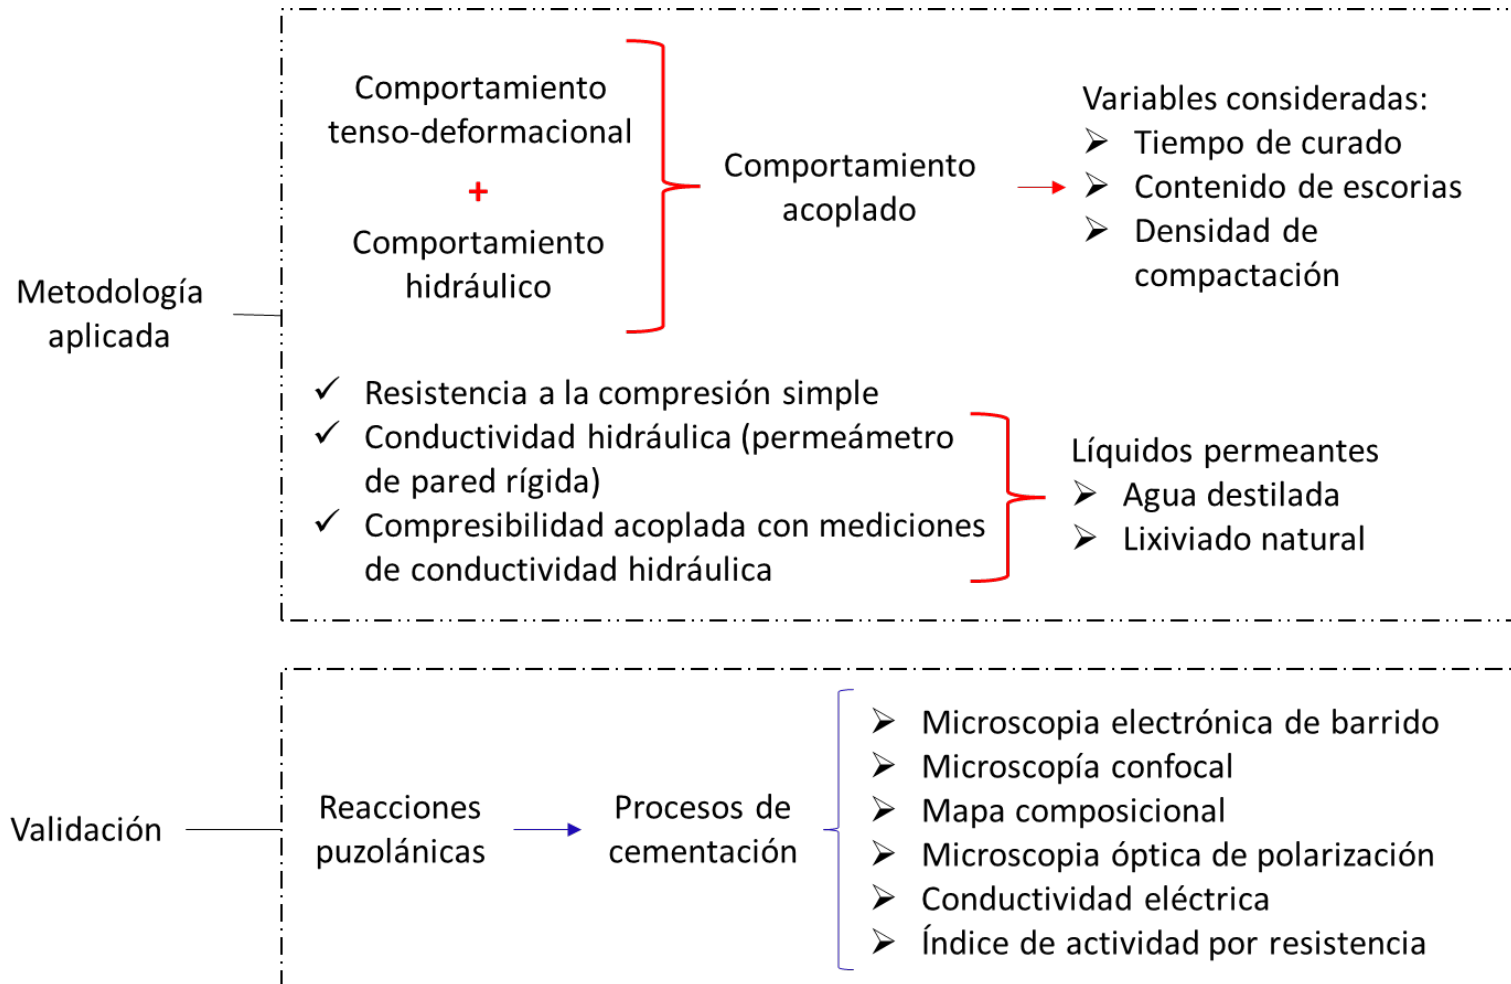 Metodología
aplicada
Comportamiento
tenso-deformacional
+
Comportamiento
hidráulico
Comportamiento
acoplado
Variables consideradas:
➢ Tiempo de curado
➢ Contenido de escorias
➢ Densidad de
compactación
✓ Resistencia a la compresión simple
✓ Conductividad hidráulica (permeámetro
de pared rígida)
✓ Compresibilidad acoplada con mediciones
de conductividad hidráulica
Líquidos permeantes
➢ Agua destilada
➢ Lixiviado natural
Validación
Reacciones
puzolánicas
Procesos de
cementación
➢ Microscopia electrónica de barrido
➢ Microscopía confocal
➢ Mapa composicional
➢ Microscopia óptica de polarización
➢ Conductividad eléctrica
➢ Índice de actividad por resistencia